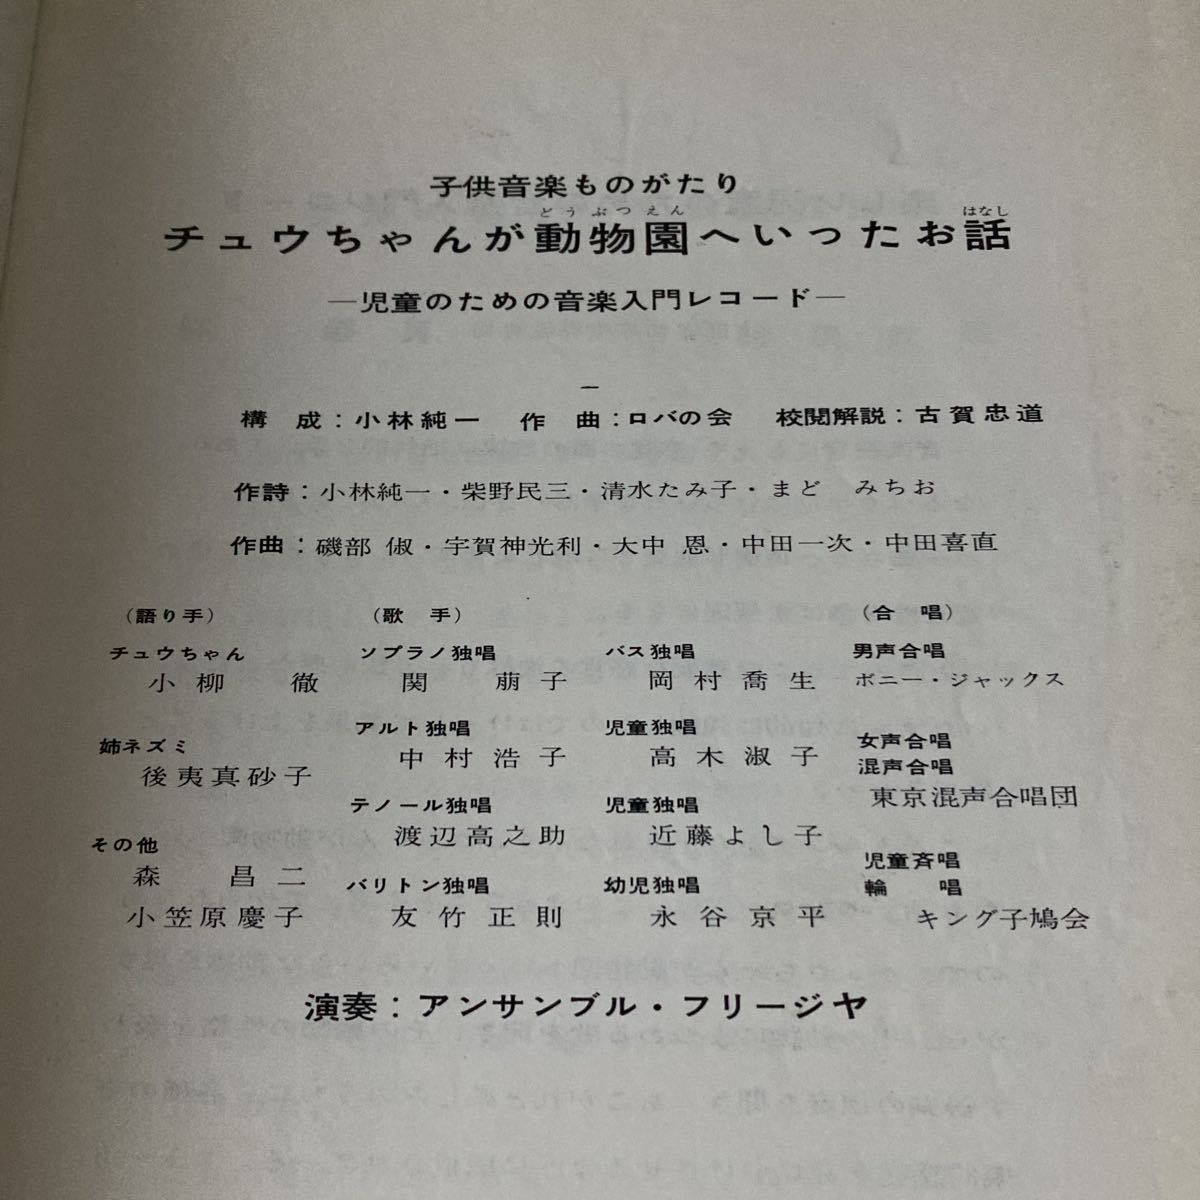 子供音楽ものがたり
どうぶつえん はなし
チュウちゃんが動物園へいったお話
—児童のための音楽入門レコード—
構成：小林純一 作曲：ロバの会 校閲解説：古賀忠道
作詩：小林純一・柴野民三・清水たみ子・まど みちお
作曲：磯部 俶・宇賀神光利・大中 恩・中田一次・中田喜直
（語り手）
チュウちゃん
小柳 徹
姉ネズミ
後夷真砂子
その他
森 昌二
小笠原慶子
（歌 手）
ソプラノ独唱
関 萠子
アルト独唱
中村浩子
テノール独唱
渡辺高之助
バリトン独唱
友竹正則
バス独唱
岡村喬生
児童独唱
高木淑子
児童独唱
近藤よし子
幼児独唱
永谷京平
（合 唱）
男声合唱
ボニー・ジャックス
女声合唱
混声合唱
東京混声合唱団
児童斉唱
輪 唱
キング子鳩会
演奏：アンサンブル・フリージヤ